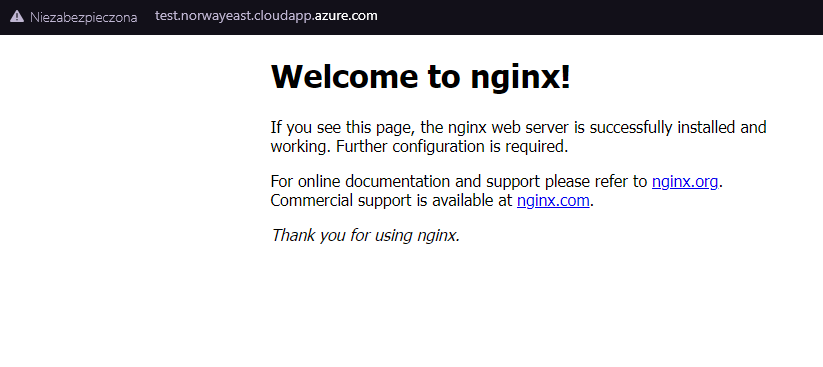 Niezabezpieczona test.norwayeast.cloudapp.azure.com
Welcome to nginx!
If you see this page, the nginx web server is successfully installed and
working. Further configuration is required.
For online documentation and support please refer to nginx.org.
Commercial support is available at nginx.com.
Thank you for using nginx.